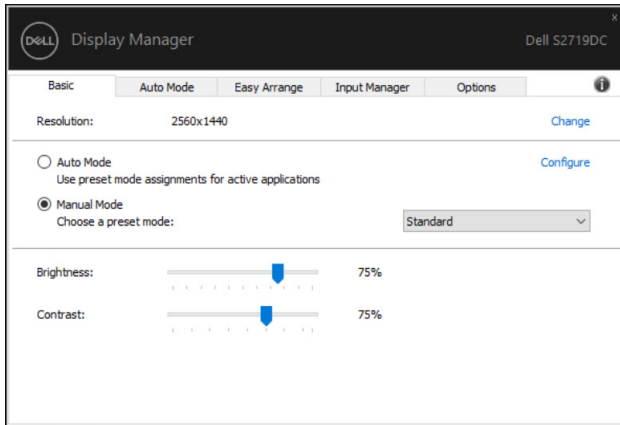 DELL Display Manager Dell S2719DC
x
Basic Auto Mode Easy Arrange Input Manager Options i
Resolution: 2560x1440 Change
Auto Mode Configure
Use preset mode assignments for active applications
Manual Mode
Choose a preset mode: Standard
Brightness: 75%
Contrast: 75%